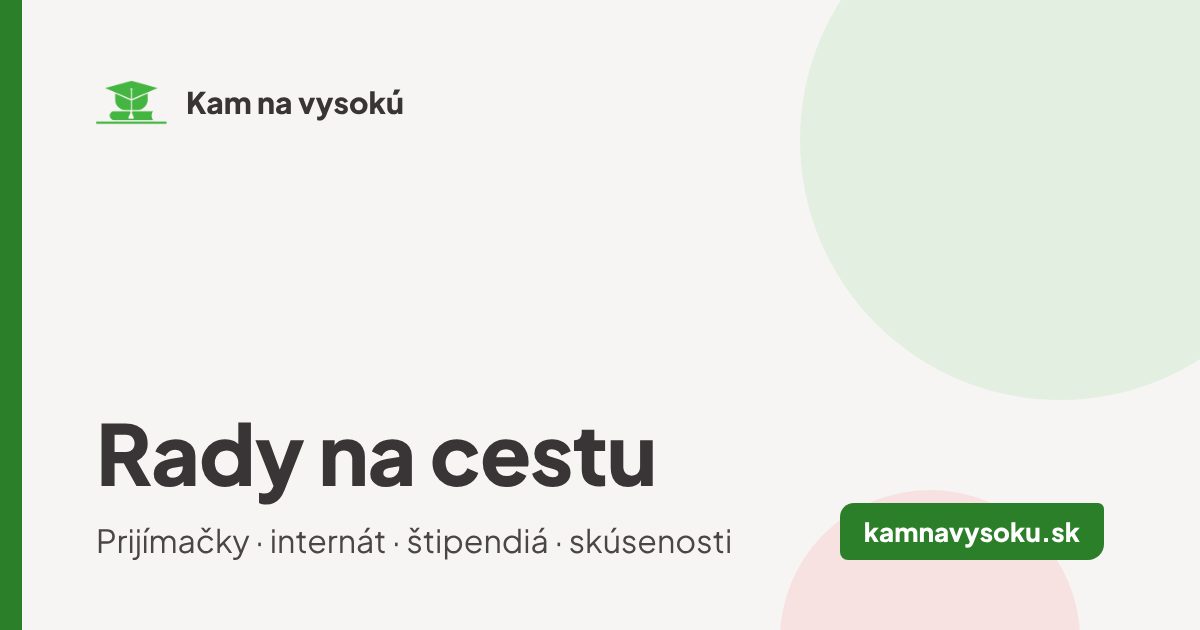 Kam na vysokú
Rady na cestu
Prijímačky · internát · štipendiá · skúsenosti
kamnavysoku.sk